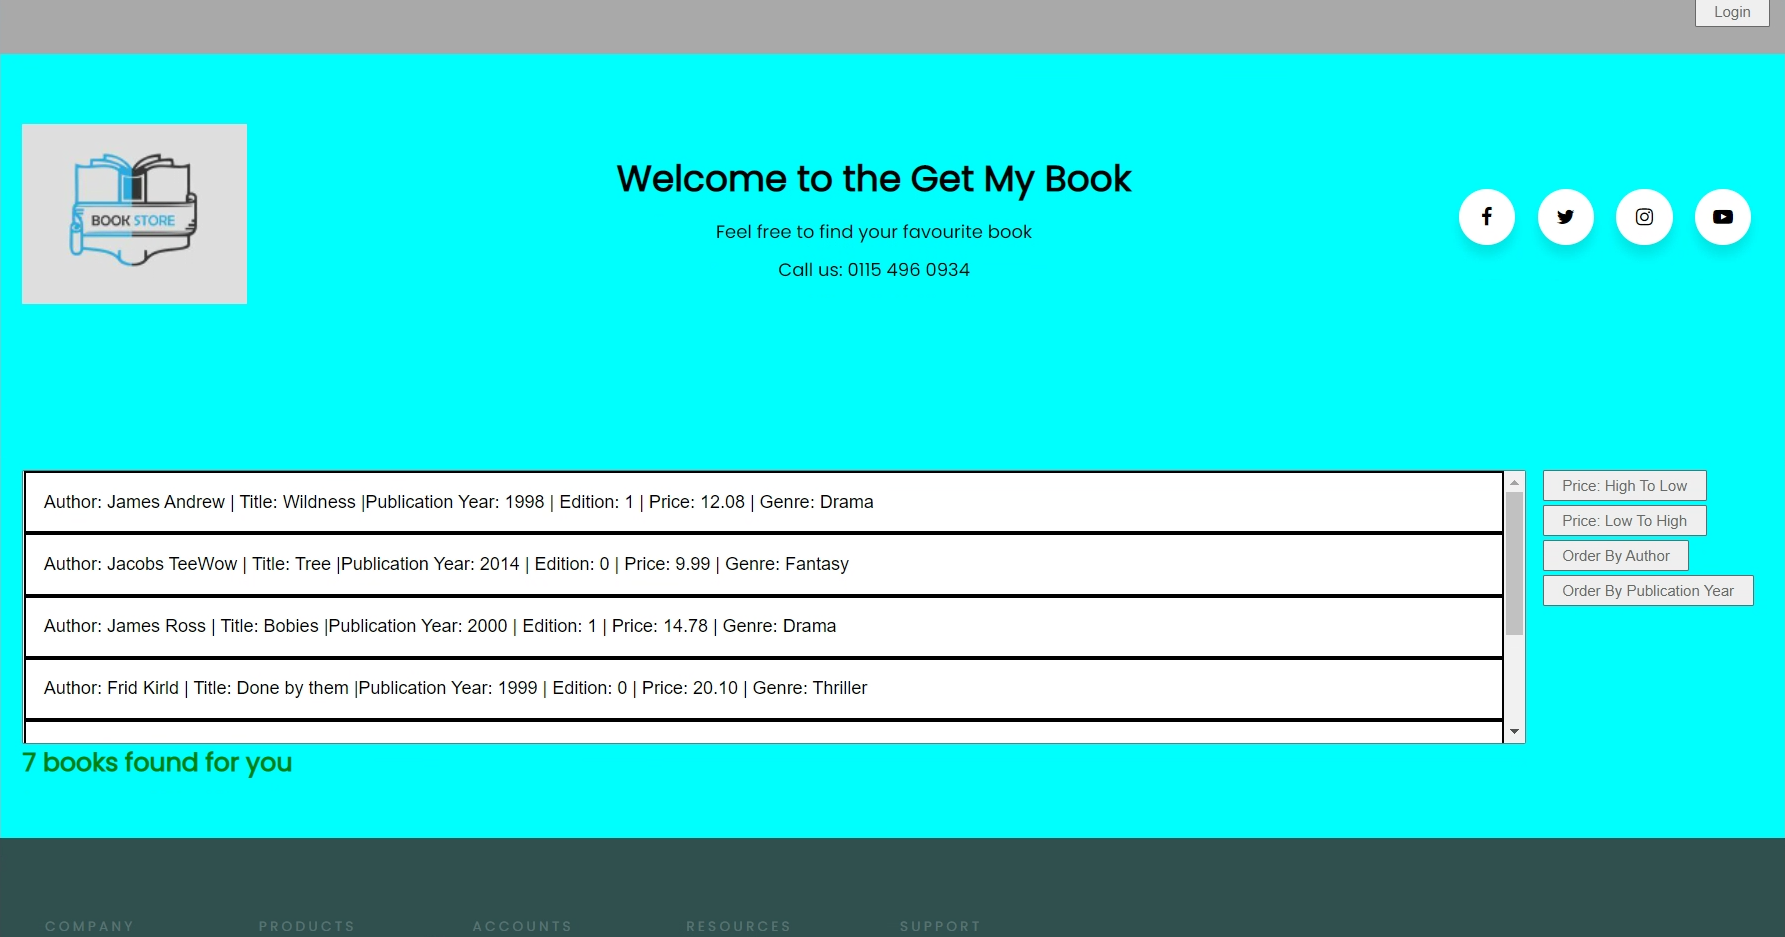 Login
BOOK STORE
Welcome to the Get My Book
Feel free to find your favourite book
Call us: 0115 496 0934
Author: James Andrew | Title: Wildness |Publication Year: 1998 | Edition: 1 | Price: 12.08 | Genre: Drama
Author: Jacobs TeeWow | Title: Tree |Publication Year: 2014 | Edition: 0 | Price: 9.99 | Genre: Fantasy
Author: James Ross | Title: Bobies |Publication Year: 2000 | Edition: 1 | Price: 14.78 | Genre: Drama
Author: Frid Kirld | Title: Done by them |Publication Year: 1999 | Edition: 0 | Price: 20.10 | Genre: Thriller
Price: High To Low
Price: Low To High
Order By Author
Order By Publication Year
7 books found for you
COMPANY
PRODUCTS
ACCOUNTS
RESOURCES
SUPPORT